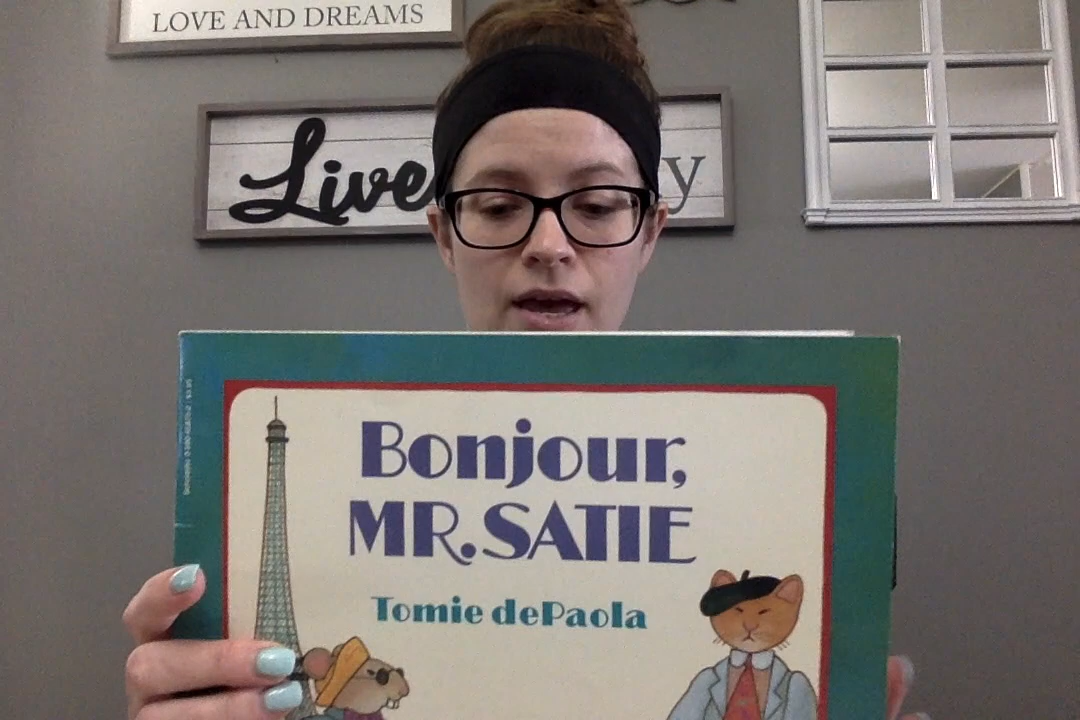 LOVE AND DREAMS
Live y
Bonjour,
MR. SATIE
Tomie dePaola